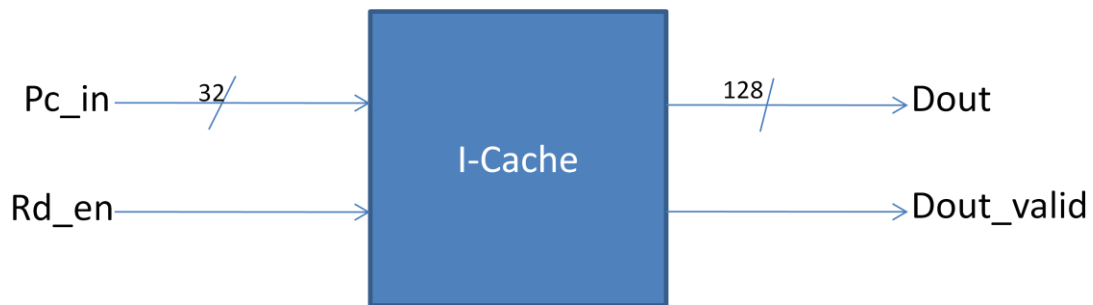 Pc_in
32
I-Cache
128
Dout
Rd_en
Dout_valid